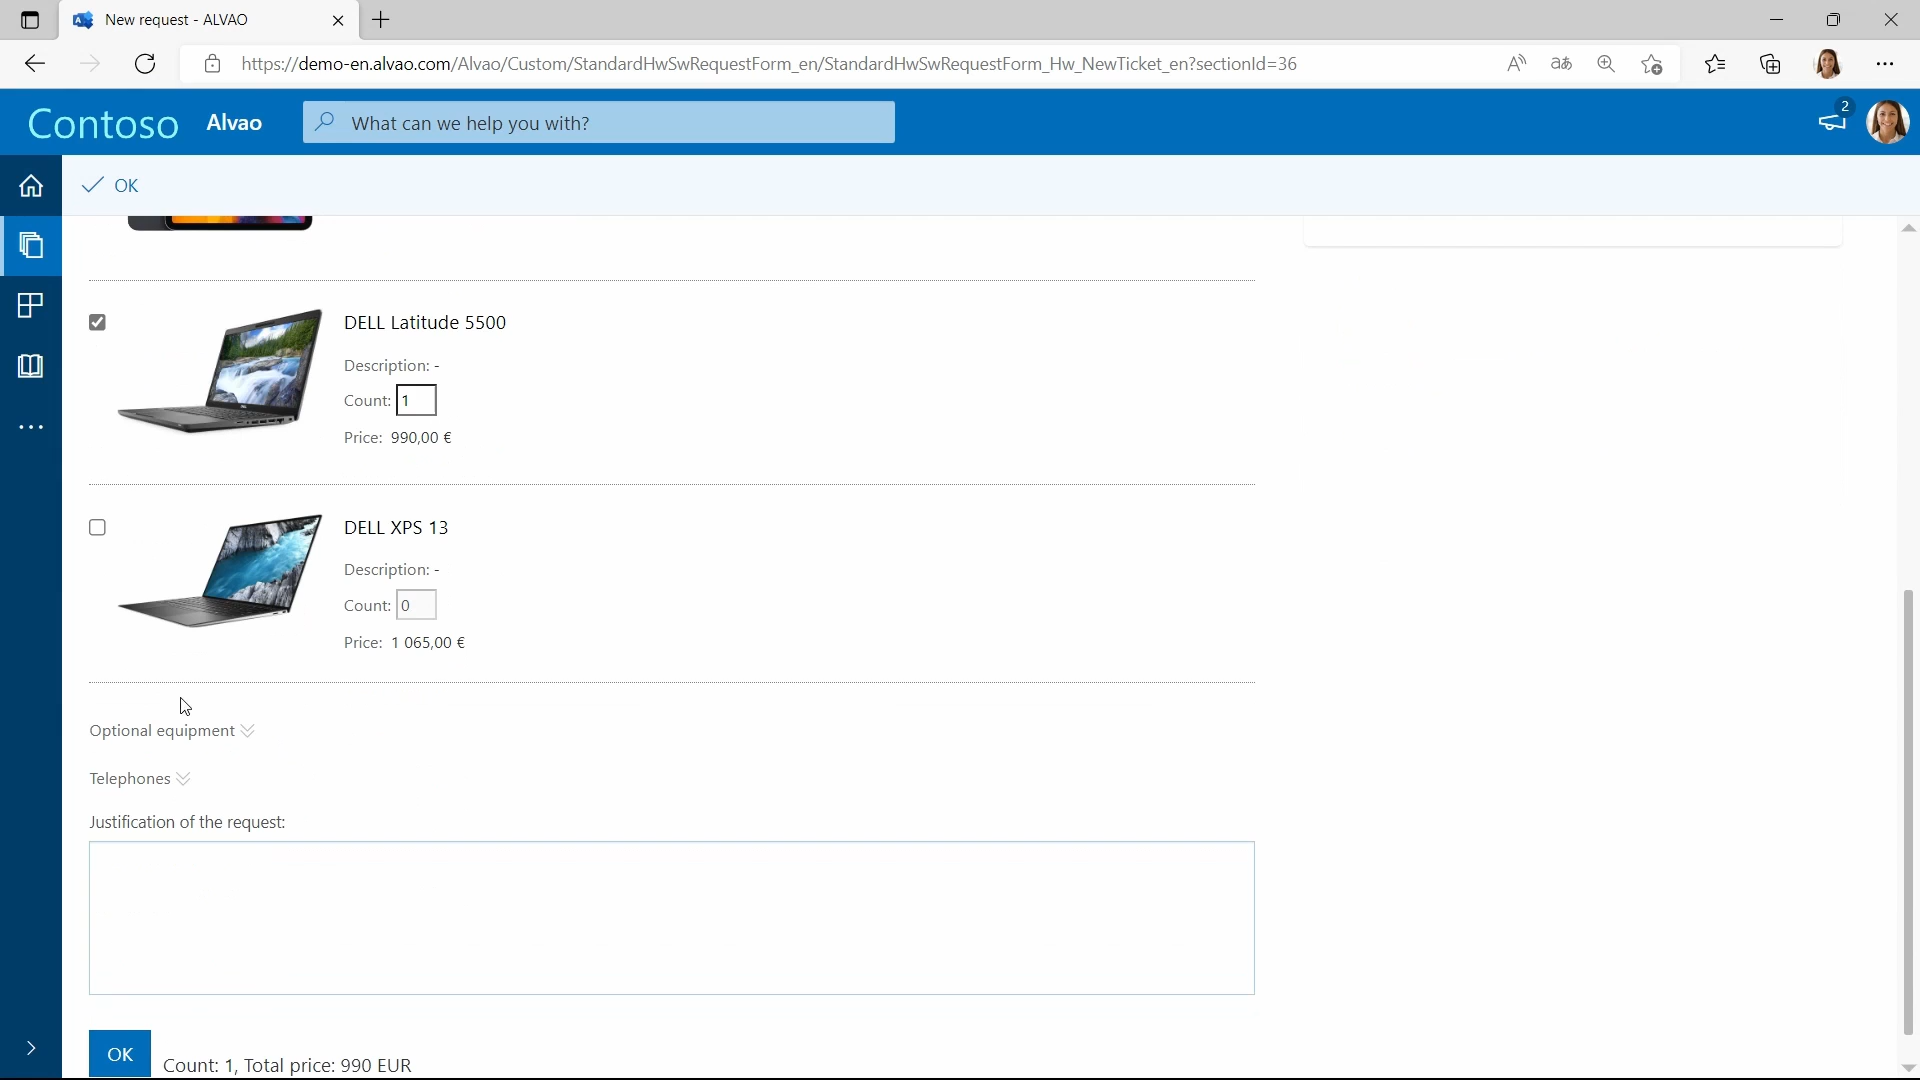 New request - ALVAO
https://demo-en.alvao.com/Alvao/Custom/StandardHwSwRequestForm_en/StandardHwSwRequestForm_Hw_NewTicket_en?sectionId=36
Contoso Alvao What can we help you with? 2
OK
DELL Latitude 5500
Description: -
Count: 1
Price: 990,00 €
DELL XPS 13
Description: -
Count: 0
Price: 1 065,00 €
Optional equipment
Telephones
Justification of the request:
OK Count: 1, Total price: 990 EUR